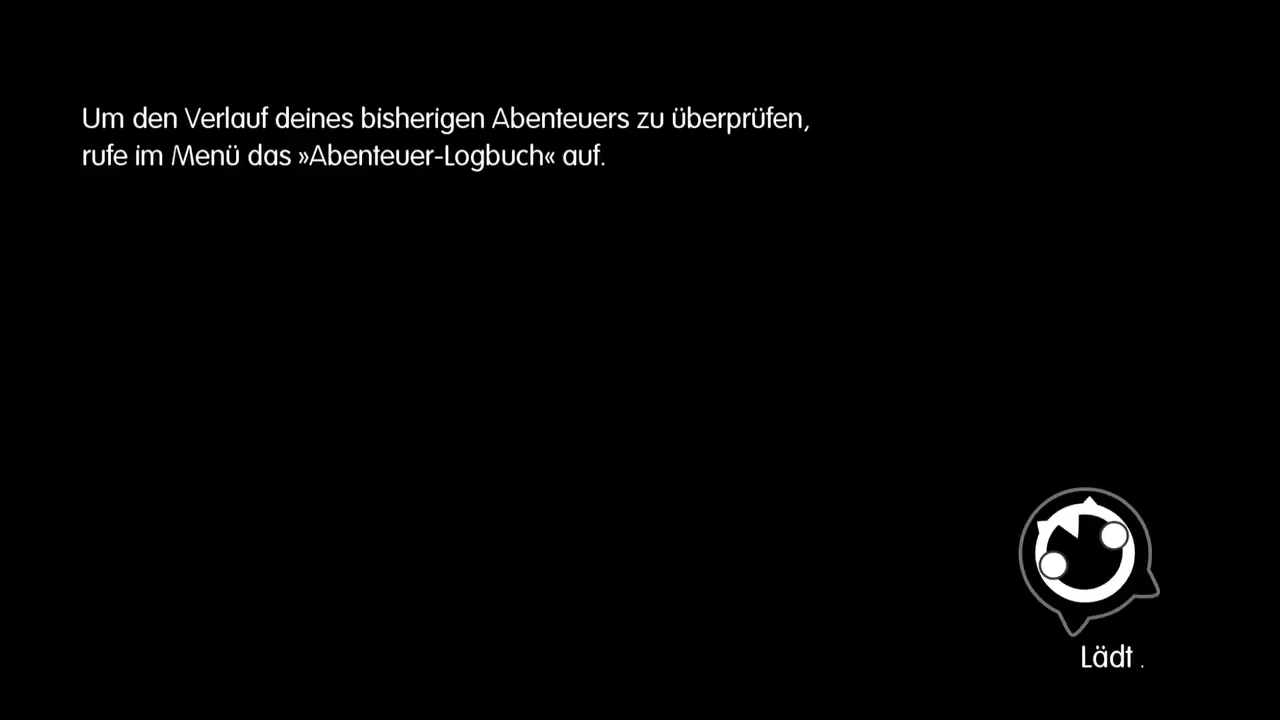 Um den Verlauf deines bisherigen Abenteuers zu überprüfen,
rufe im Menü das »Abenteuer-Logbuch« auf.
Lädt .